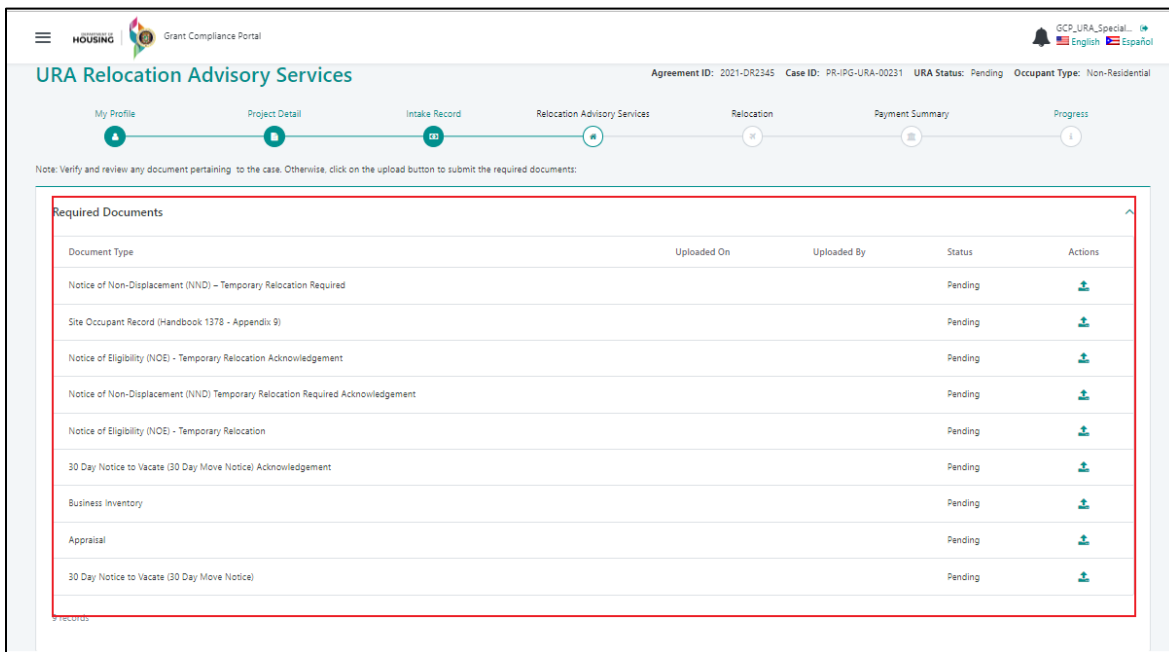 DEPARTMENT OF
HOUSING
Grant Compliance Portal
GCP_URA_Special...
English Español
URA Relocation Advisory Services
Agreement ID: 2021-DR2345 Case ID: PR-IPG-URA-00231 URA Status: Pending Occupant Type: Non-Residential
My Profile Project Detail Intake Record Relocation Advisory Services Relocation Payment Summary Progress
Note: Verify and review any document pertaining to the case. Otherwise, click on the upload button to submit the required documents:
Required Documents
Document Type Uploaded On Uploaded By Status Actions
Notice of Non-Displacement (NND) – Temporary Relocation Required Pending
Site Occupant Record (Handbook 1378 - Appendix 9) Pending
Notice of Eligibility (NOE) - Temporary Relocation Acknowledgement Pending
Notice of Non-Displacement (NND) Temporary Relocation Required Acknowledgement Pending
Notice of Eligibility (NOE) - Temporary Relocation Pending
30 Day Notice to Vacate (30 Day Move Notice) Acknowledgement Pending
Business Inventory Pending
Appraisal Pending
30 Day Notice to Vacate (30 Day Move Notice) Pending
9 records